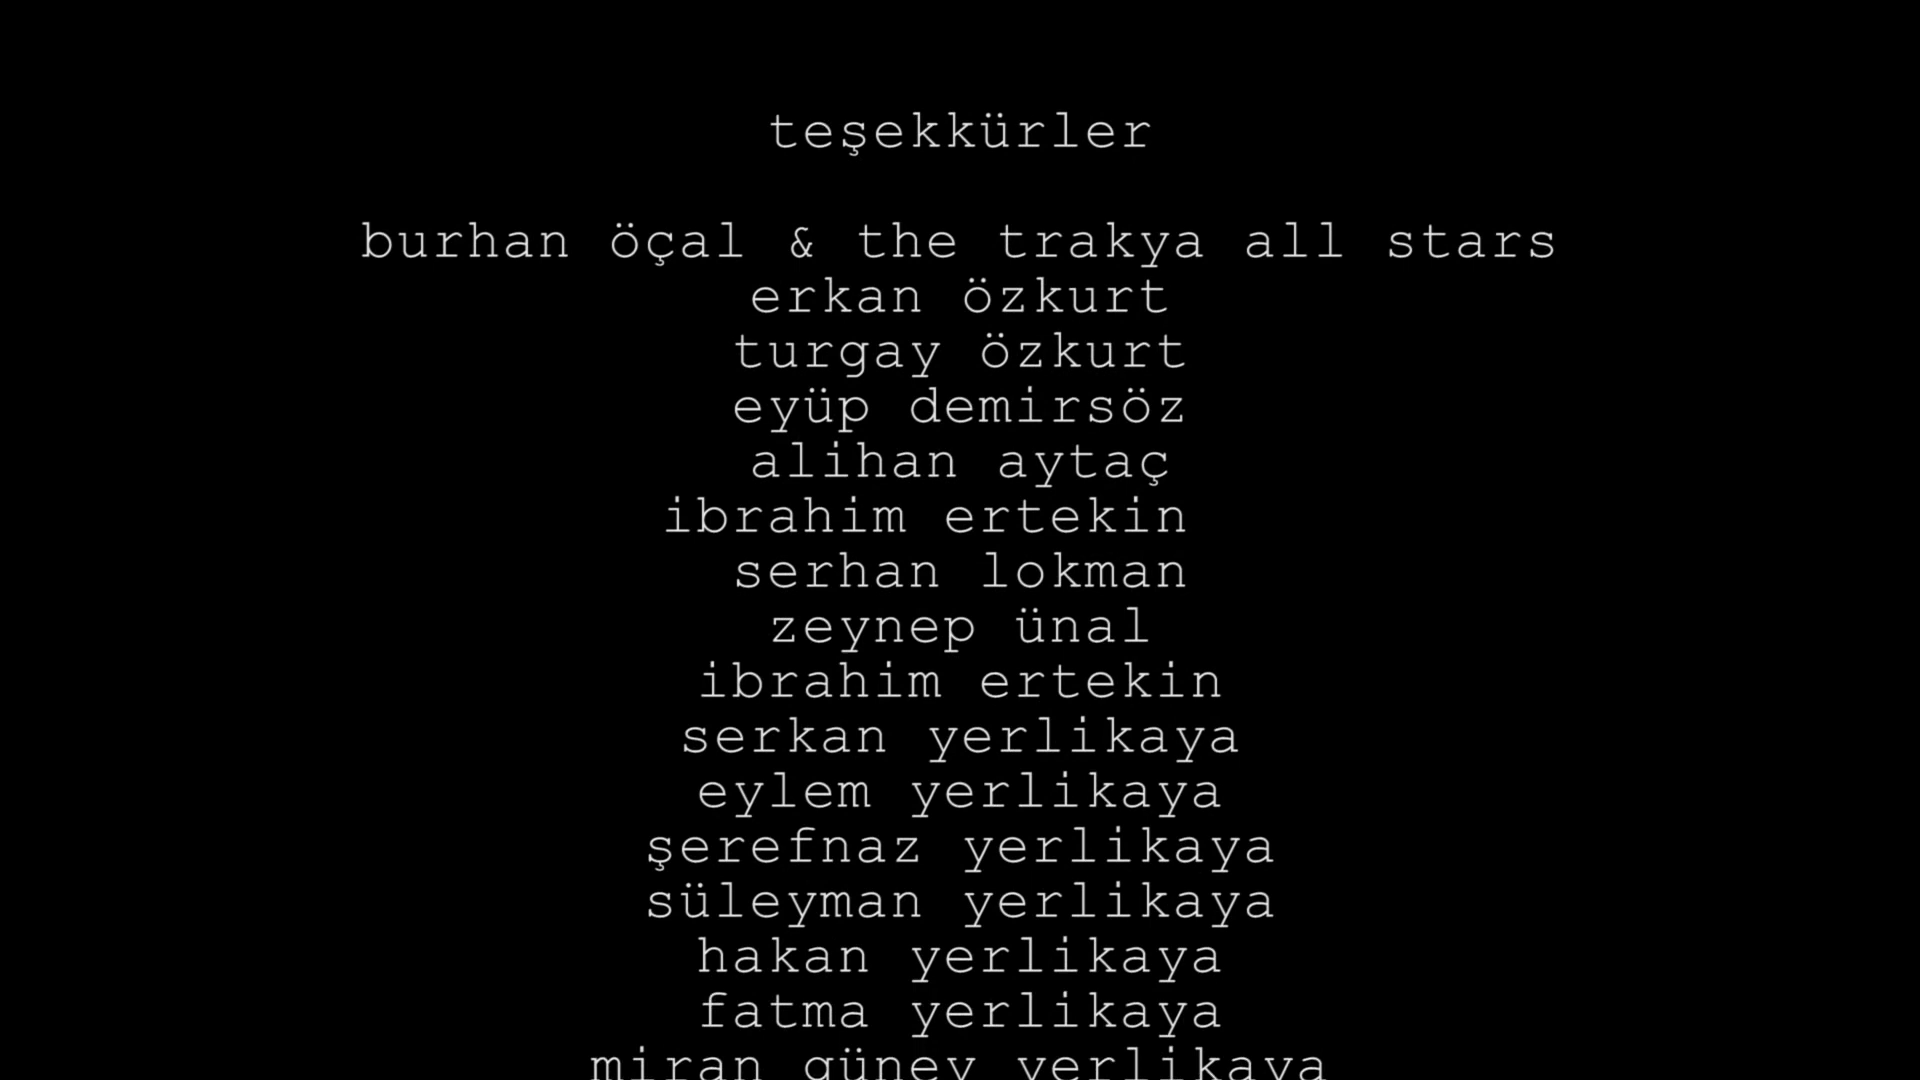 teşekkürler
burhan öçal & the trakya all stars
erkan özkurt
turgay özkurt
eyüp demirsöz
alihan aytaç
ibrahim ertekin
serhan lokman
zeynep ünal
ibrahim ertekin
serkan yerlikaya
eylem yerlikaya
şerefnaz yerlikaya
süleyman yerlikaya
hakan yerlikaya
fatma yerlikaya
miran güney yerlikaya